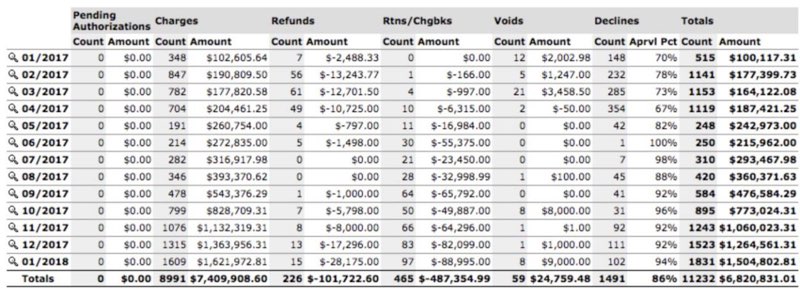 Pending Authorizations Charges Refunds Rtns/Chgbks Voids Declines Totals
Count Amount Count Amount Count Amount Count Amount Count Amount Count Aprvl Pct Count Amount
01/2017 0 $0.00 348 $102,605.64 7 $-2,488.33 0 $0.00 12 $2,002.98 148 70% 515 $100,117.31
02/2017 0 $0.00 847 $190,809.50 56 $-13,243.77 1 $-166.00 5 $1,247.00 232 78% 1141 $177,399.73
03/2017 0 $0.00 782 $177,820.58 61 $-12,701.50 4 $-997.00 21 $3,458.50 285 73% 1153 $164,122.08
04/2017 0 $0.00 704 $204,461.25 49 $-10,725.00 10 $-6,315.00 2 $-50.00 354 67% 1119 $187,421.25
05/2017 0 $0.00 191 $260,754.00 4 $-797.00 11 $-16,984.00 0 $0.00 42 82% 248 $242,973.00
06/2017 0 $0.00 214 $272,835.00 5 $-1,498.00 30 $-55,375.00 0 $0.00 1 100% 250 $215,962.00
07/2017 0 $0.00 282 $316,917.98 0 $0.00 21 $-23,450.00 0 $0.00 7 98% 310 $293,467.98
08/2017 0 $0.00 346 $393,370.62 0 $0.00 28 $-32,998.99 1 $100.00 45 88% 420 $360,371.63
09/2017 0 $0.00 478 $543,376.29 1 $-1,000.00 64 $-65,792.00 0 $0.00 41 92% 584 $476,584.29
10/2017 0 $0.00 799 $828,709.31 7 $-5,798.00 50 $-49,887.00 8 $8,000.00 31 96% 895 $773,024.31
11/2017 0 $0.00 1076 $1,132,319.31 8 $-8,000.00 66 $-64,296.00 1 $1.00 92 92% 1243 $1,060,023.31
12/2017 0 $0.00 1315 $1,363,956.31 13 $-17,296.00 83 $-82,099.00 1 $1,000.00 111 92% 1523 $1,264,561.31
01/2018 0 $0.00 1609 $1,621,972.81 15 $-28,175.00 97 $-88,995.00 8 $9,000.00 102 94% 1831 $1,504,802.81
Totals 0 $0.00 8991 $7,409,908.60 226 $-101,722.60 465 $-487,354.99 59 $24,759.48 1491 86% 11232 $6,820,831.01